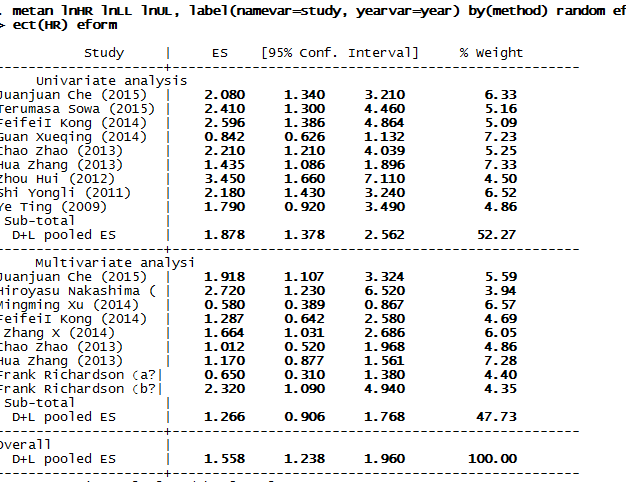 . metan lnHR lnLL lnUL, label(namevar=study, yearvar=year) by(method) random ef
> ect(HR) eform
Study | ES [95% Conf. Interval] % Weight
Univariate analysis
Juanjuan Che (2015) | 2.080 1.340 3.210 6.33
Terumasa Sowa (2015) | 2.410 1.300 4.460 5.16
FeifeiI Kong (2014) | 2.596 1.386 4.864 5.09
Guan Xueqing (2014) | 0.842 0.626 1.132 7.23
Chao Zhao (2013) | 2.210 1.210 4.039 5.25
Hua Zhang (2013) | 1.435 1.086 1.896 7.33
Zhou Hui (2012) | 3.450 1.660 7.110 4.50
Shi Yongli (2011) | 2.180 1.430 3.240 6.52
Ye Ting (2009) | 1.790 0.920 3.490 4.86
Sub-total |
D+L pooled ES | 1.878 1.378 2.562 52.27
Multivariate analysi
Juanjuan Che (2015) | 1.918 1.107 3.324 5.59
Hiroyasu Nakashima ( | 2.720 1.230 6.520 3.94
Mingming Xu (2014) | 0.580 0.389 0.867 6.57
FeifeiI Kong (2014) | 1.287 0.642 2.580 4.69
Zhang X (2014) | 1.664 1.031 2.686 6.05
Chao Zhao (2013) | 1.012 0.520 1.968 4.86
Hua Zhang (2013) | 1.170 0.877 1.561 7.28
Frank Richardson (a?| 0.650 0.310 1.380 4.40
Frank Richardson (b?| 2.320 1.090 4.940 4.35
Sub-total |
D+L pooled ES | 1.266 0.906 1.768 47.73
Overall |
D+L pooled ES | 1.558 1.238 1.960 100.00